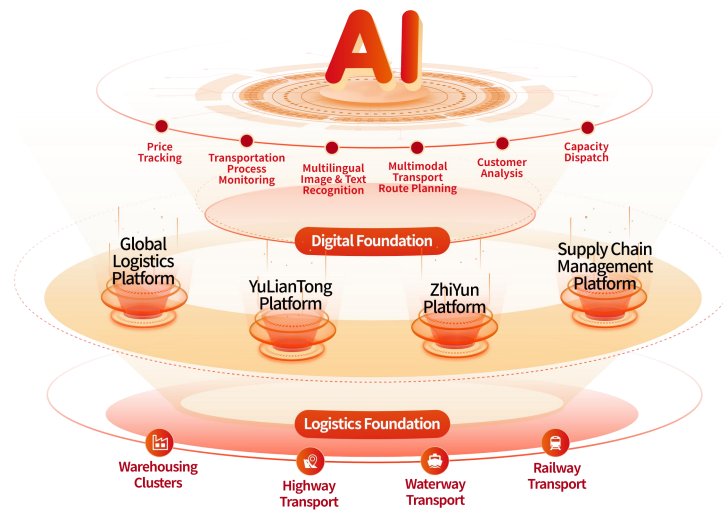 AI
Price
Tracking
Transportation
Process
Monitoring
Multilingual
Image & Text
Recognition
Multimodal
Transport
Route Planning
Customer
Analysis
Capacity
Dispatch
Digital Foundation
Global
Logistics
Platform
YuLianTong
Platform
ZhiYun
Platform
Supply Chain
Management
Platform
Logistics Foundation
Warehousing
Clusters
Highway
Transport
Waterway
Transport
Railway
Transport